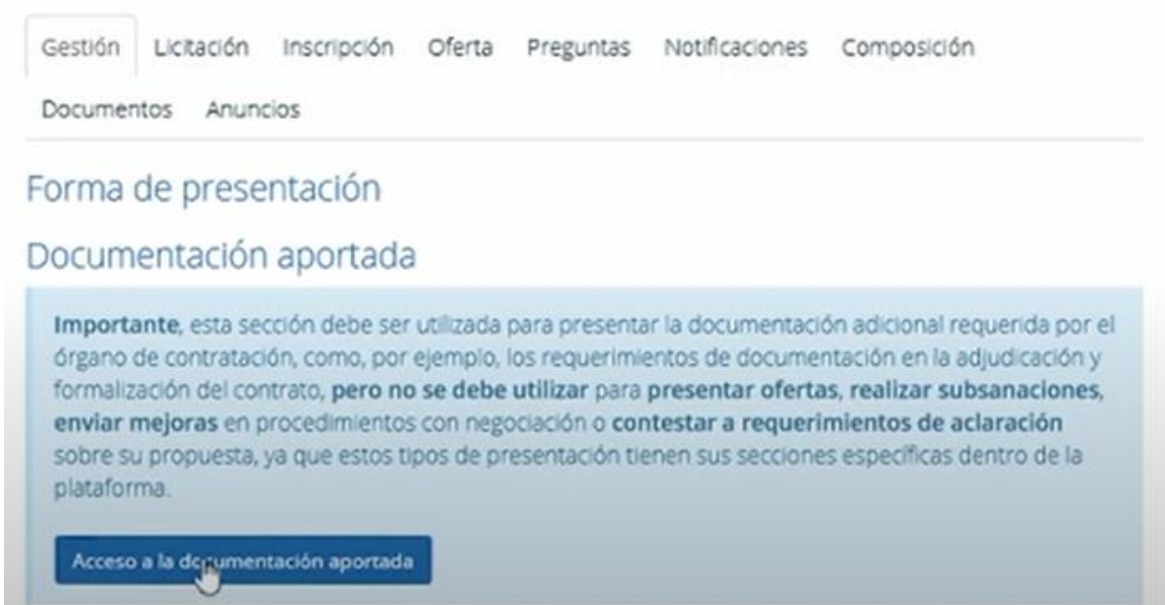 Gestión Licitación Inscripción Oferta Preguntas Notificaciones Composición
Documentos Anuncios
Forma de presentación
Documentación aportada
Importante, esta sección debe ser utilizada para presentar la documentación adicional requerida por el
órgano de contratación, como, por ejemplo, los requerimientos de documentación en la adjudicación y
formalización del contrato, pero no se debe utilizar para presentar ofertas, realizar subsanaciones,
enviar mejoras en procedimientos con negociación o contestar a requerimientos de aclaración
sobre su propuesta, ya que estos tipos de presentación tienen sus secciones específicas dentro de la
plataforma.
Acceso a la documentación aportada